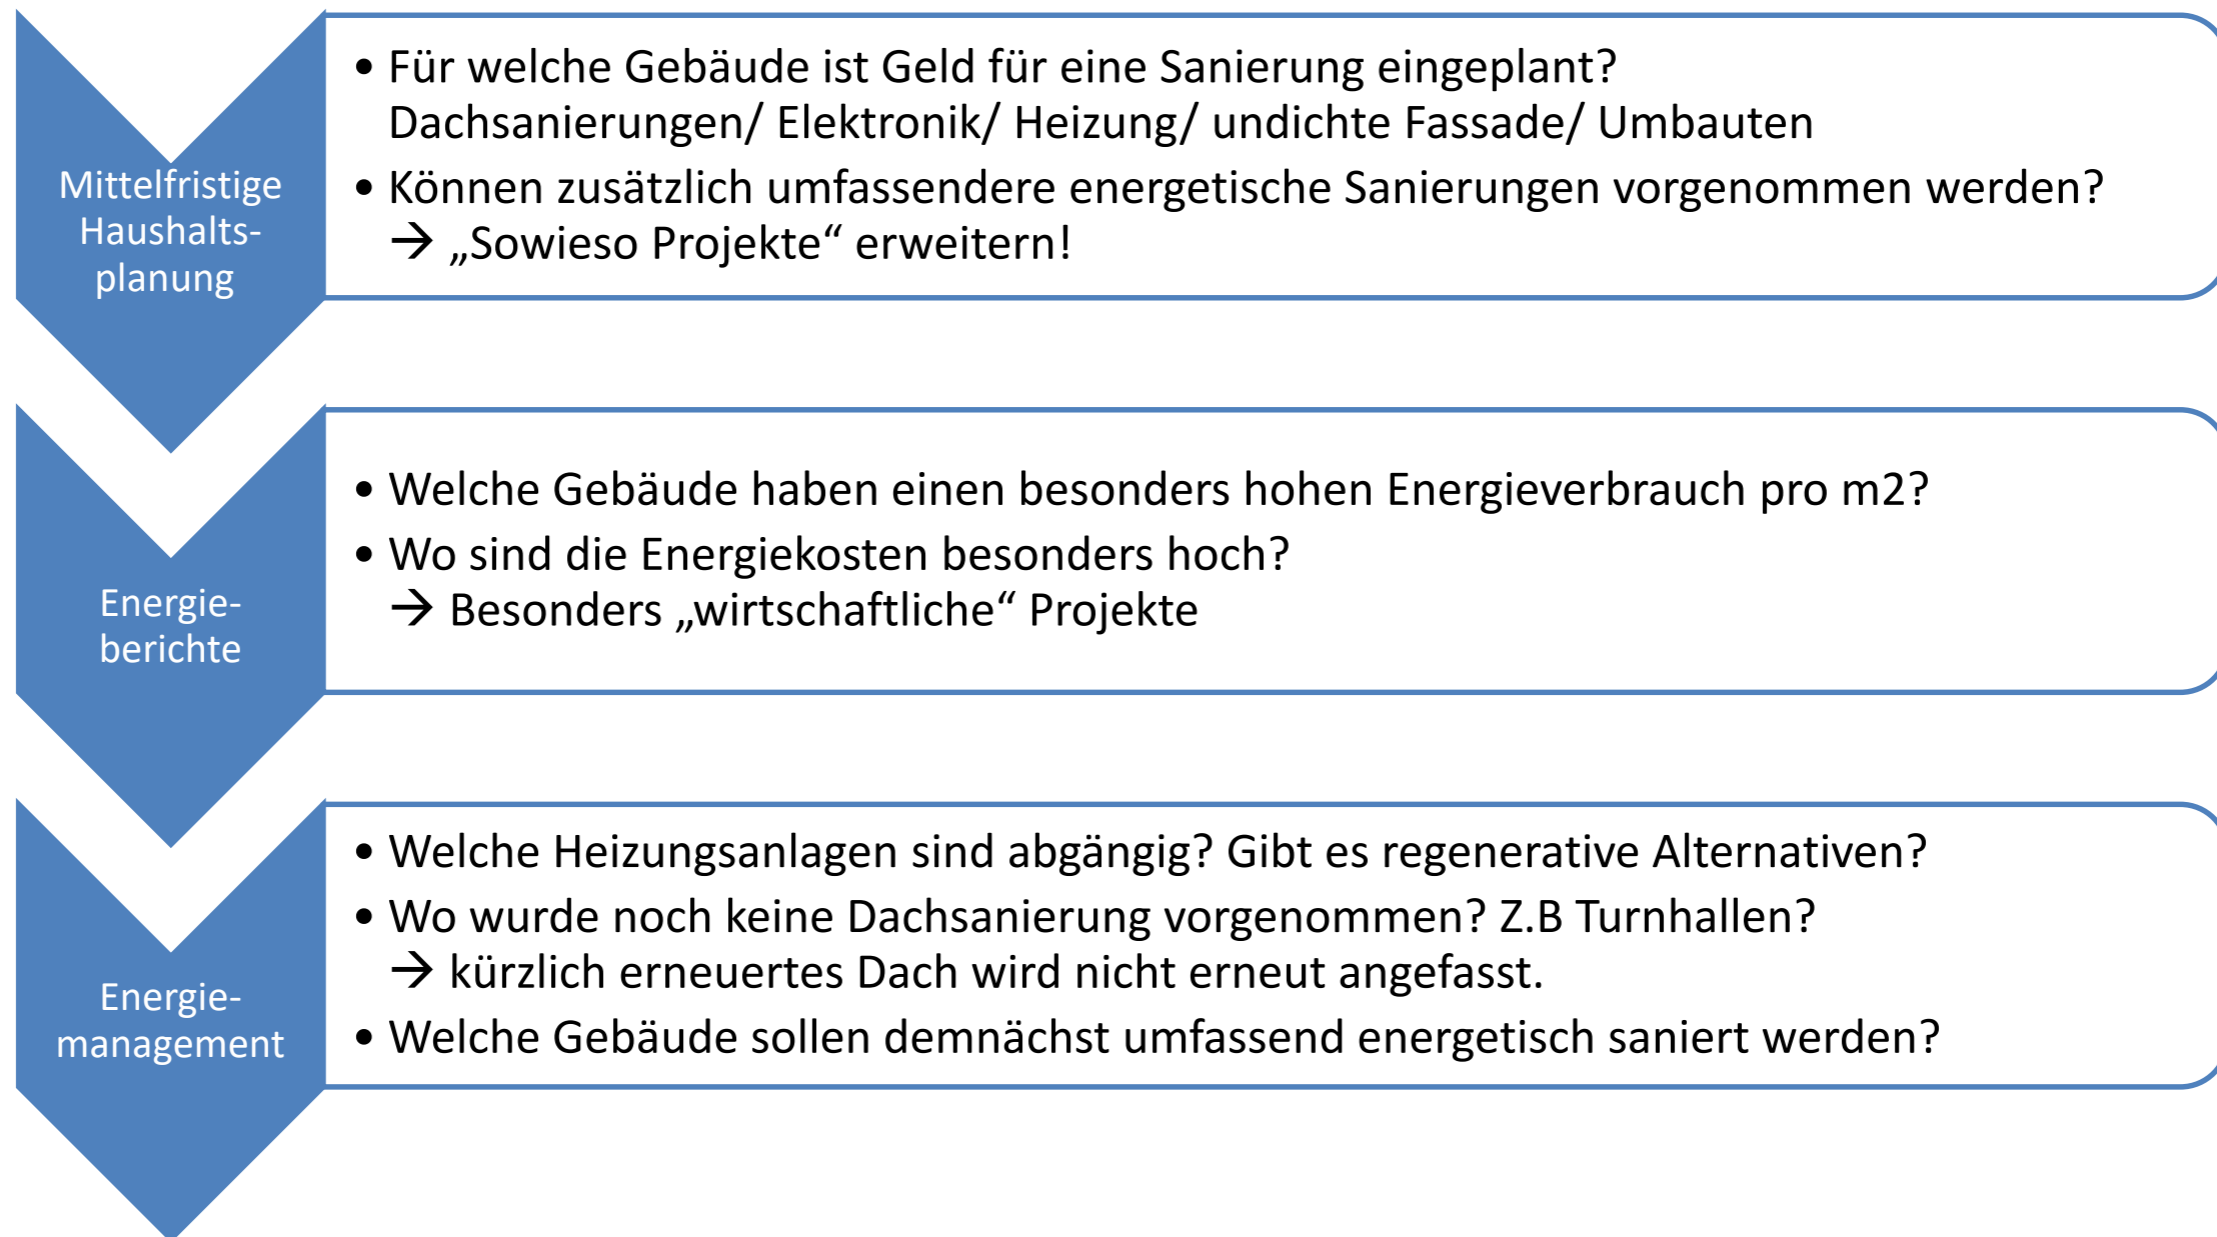 Mittelfristige
Haushalts-
planung
• Für welche Gebäude ist Geld für eine Sanierung eingeplant?
Dachsanierungen/ Elektronik/ Heizung/ undichte Fassade/ Umbauten
• Können zusätzlich umfassendere energetische Sanierungen vorgenommen werden?
→ „Sowieso Projekte“ erweitern!
Energie-
berichte
• Welche Gebäude haben einen besonders hohen Energieverbrauch pro m2?
• Wo sind die Energiekosten besonders hoch?
→ Besonders „wirtschaftliche“ Projekte
Energie-
management
• Welche Heizungsanlagen sind abgängig? Gibt es regenerative Alternativen?
• Wo wurde noch keine Dachsanierung vorgenommen? Z.B Turnhallen?
→ kürzlich erneuertes Dach wird nicht erneut angefasst.
• Welche Gebäude sollen demnächst umfassend energetisch saniert werden?